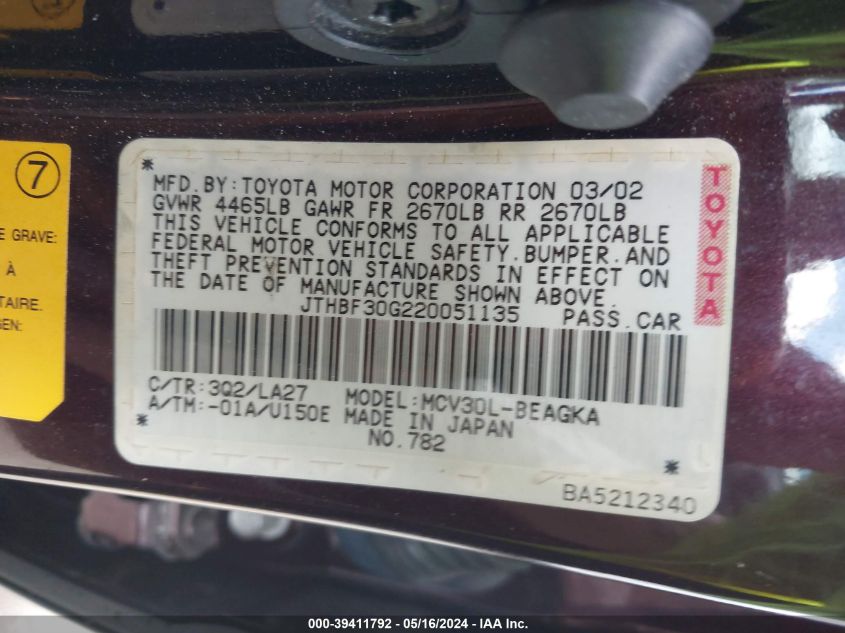 7
E GRAVE:
À
TAIRE.
GEN:
MFD.BY:TOYOTA MOTOR CORPORATION 03/02
GVWR 4465LB GAWR FR 2670LB RR 2670LB
THIS VEHICLE CONFORMS TO ALL APPLICABLE
FEDERAL MOTOR VEHICLE SAFETY.BUMPER.AND
THEFT PREVENTION STANDARDS IN EFFECT ON
THE DATE OF MANUFACTURE SHOWN ABOVE.
JTHBF30G220051135 PASS.CAR
TOYOTA
C/TR:3Q2/LA27 MODEL:MCV30L-BEAGKA
A/TM:-01A/U150E MADE IN JAPAN
NO.782
BA5212340
000-39411792 - 05/16/2024 - IAA Inc.